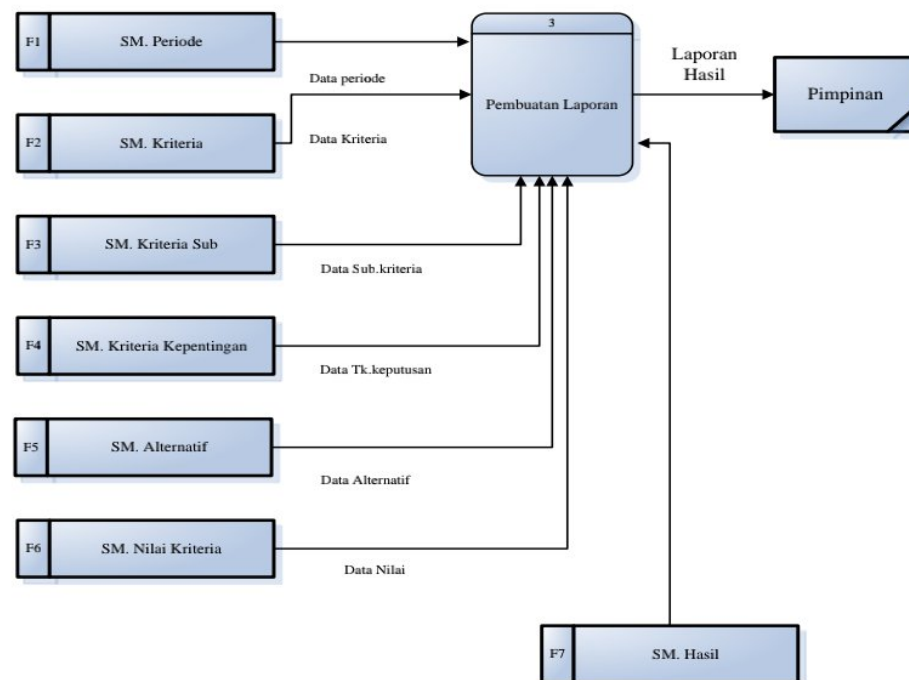 F1 SM. Periode
3
Data periode
Laporan
Hasil
Pembuatan Laporan
Pimpinan
F2 SM. Kriteria
Data Kriteria
F3 SM. Kriteria Sub
Data Sub.kriteria
F4 SM. Kriteria Kepentingan
Data Tk.keputusan
F5 SM. Alternatif
Data Alternatif
F6 SM. Nilai Kriteria
Data Nilai
F7 SM. Hasil